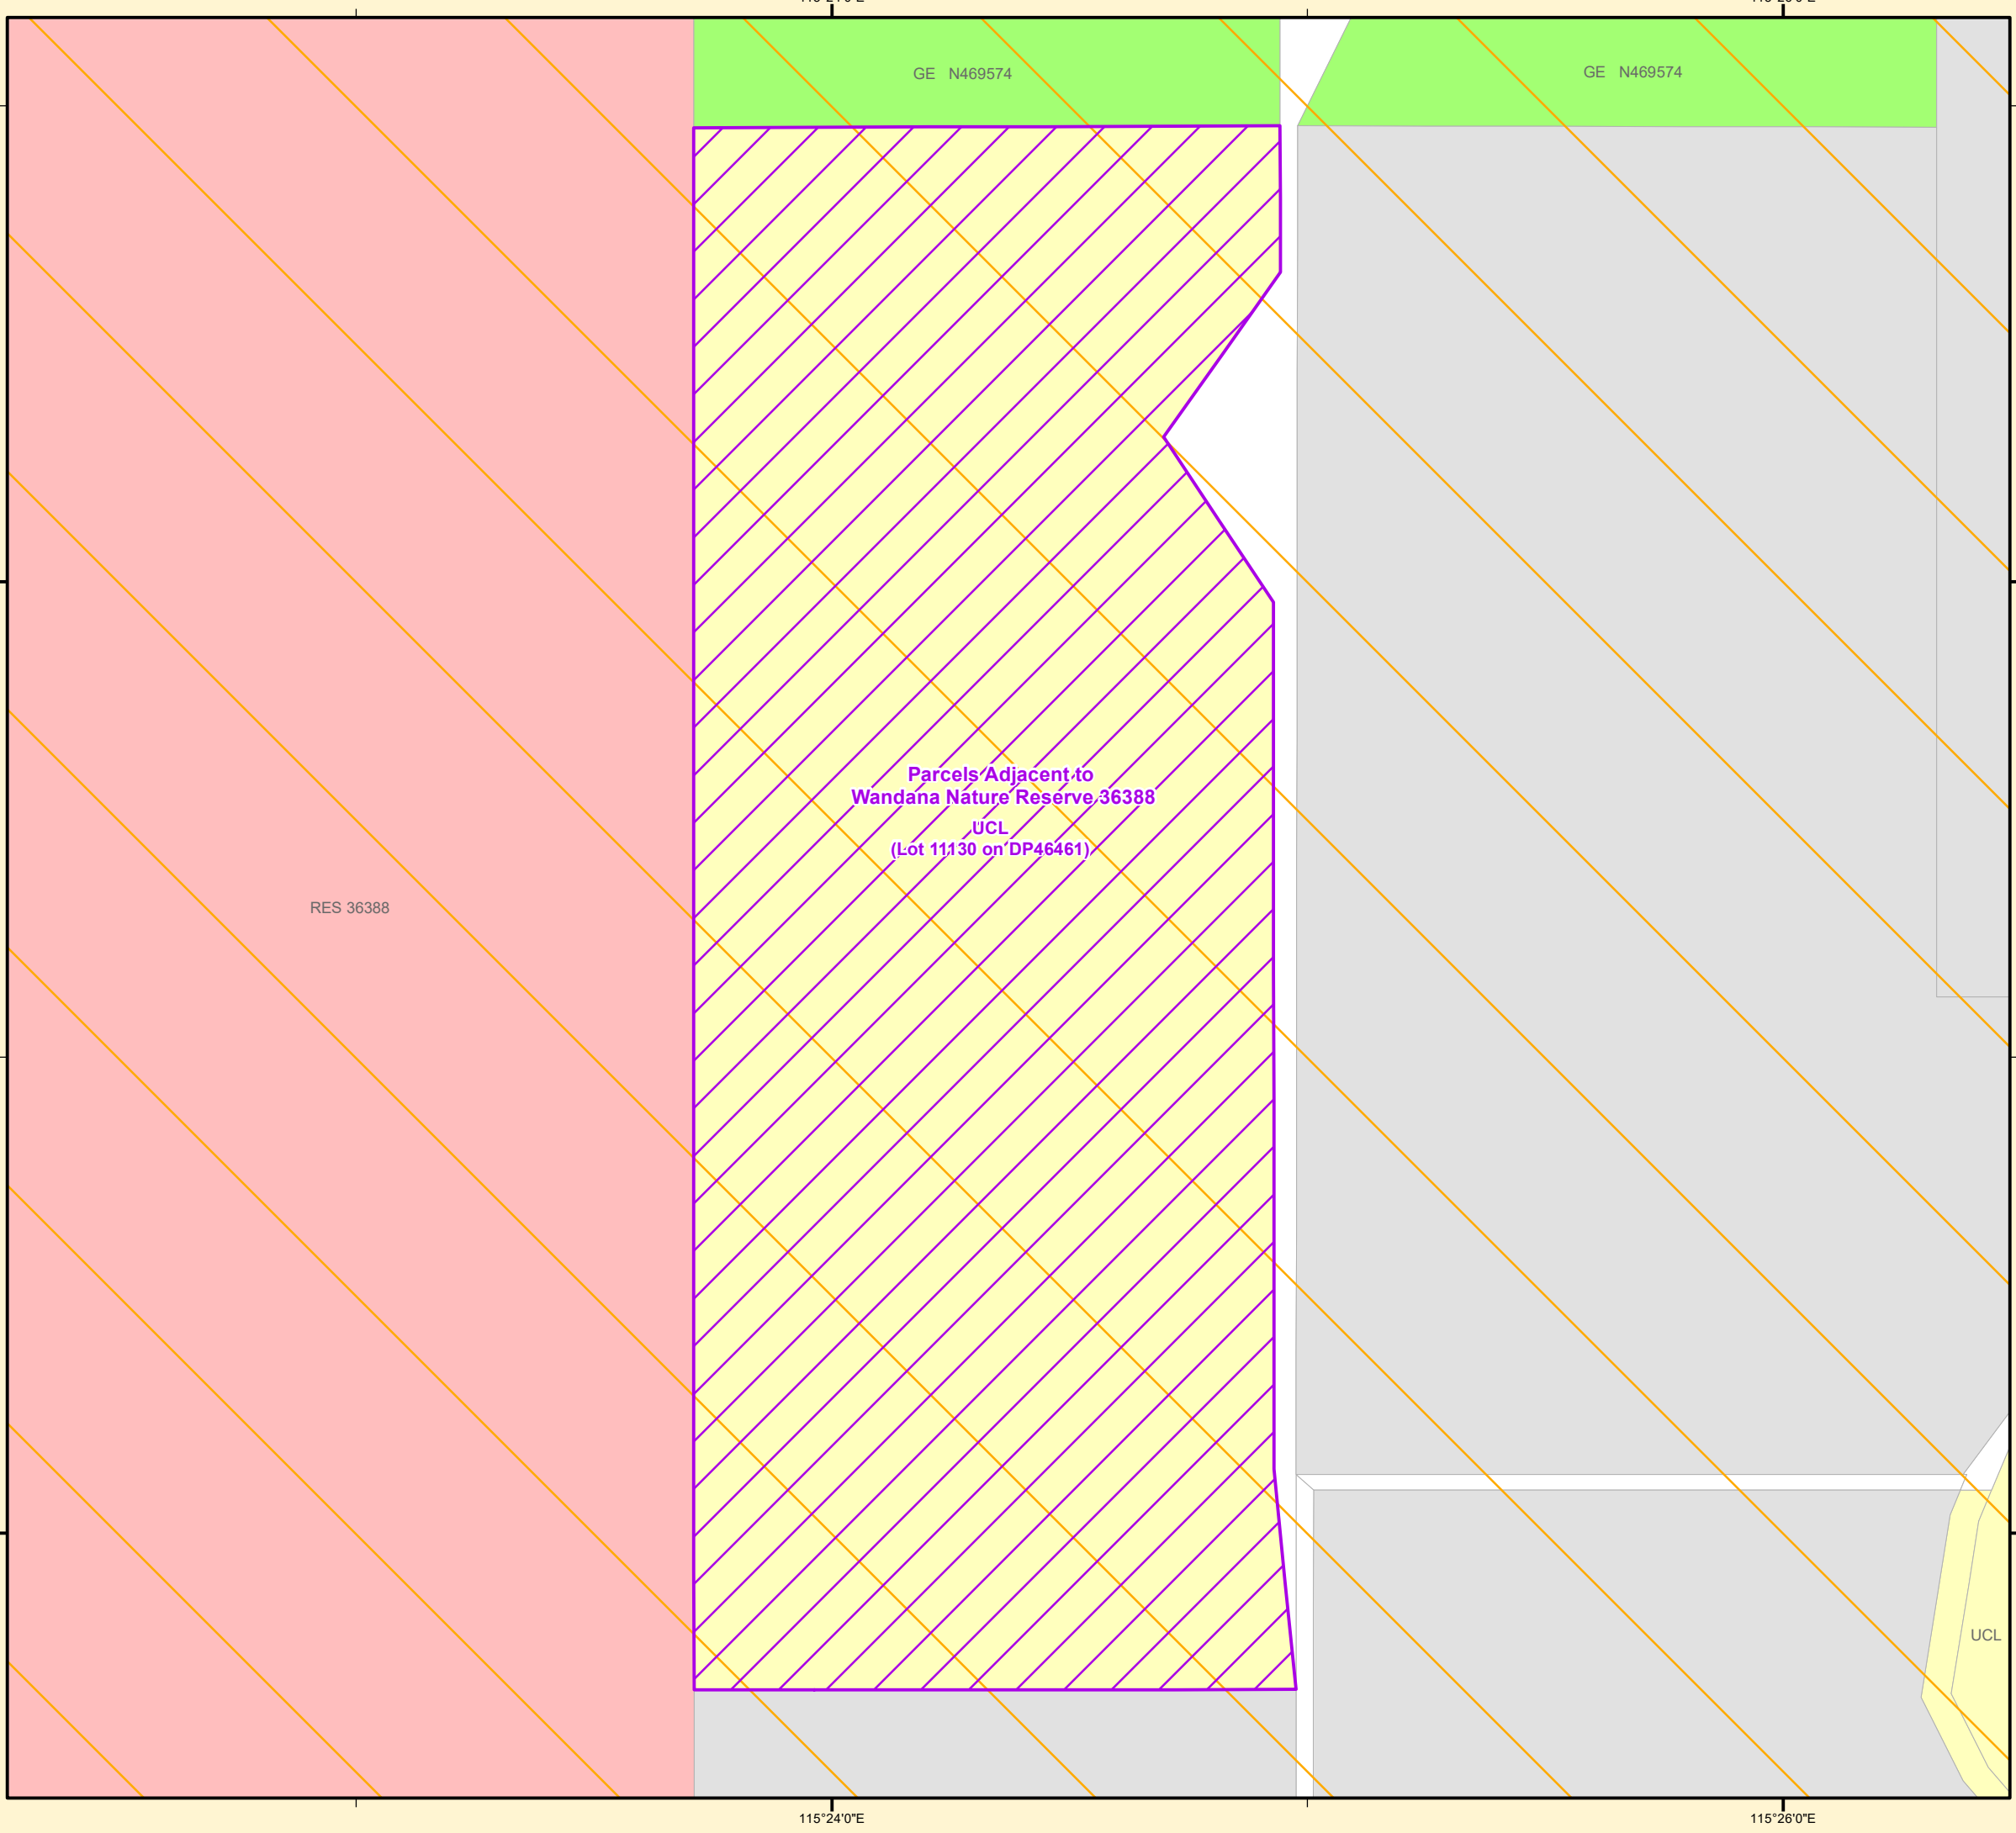 GE N469574
GE N469574
Parcels Adjacent to
Wandana Nature Reserve 36388
UCL
(Lot 11130 on DP46461)
RES 36388
UCL
115°24'0"E
115°26'0"E